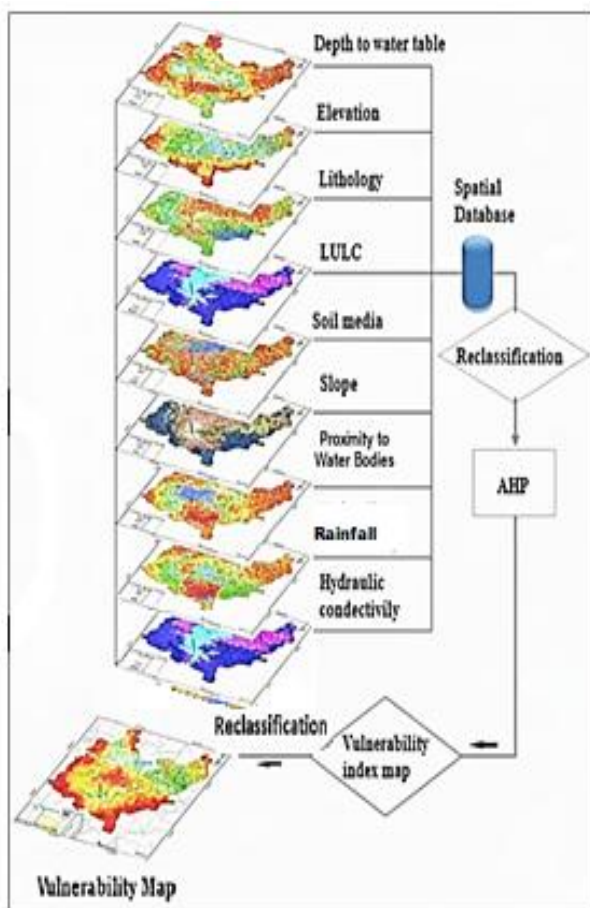 Depth to water table
Elevation
Lithology
LULC
Soil media
Slope
Proximity to
Water Bodies
Rainfall
Hydraulic
condectivily
Spatial
Database
Reclassification
AHP
Vulnerability
index map
Reclassification
Vulnerability Map